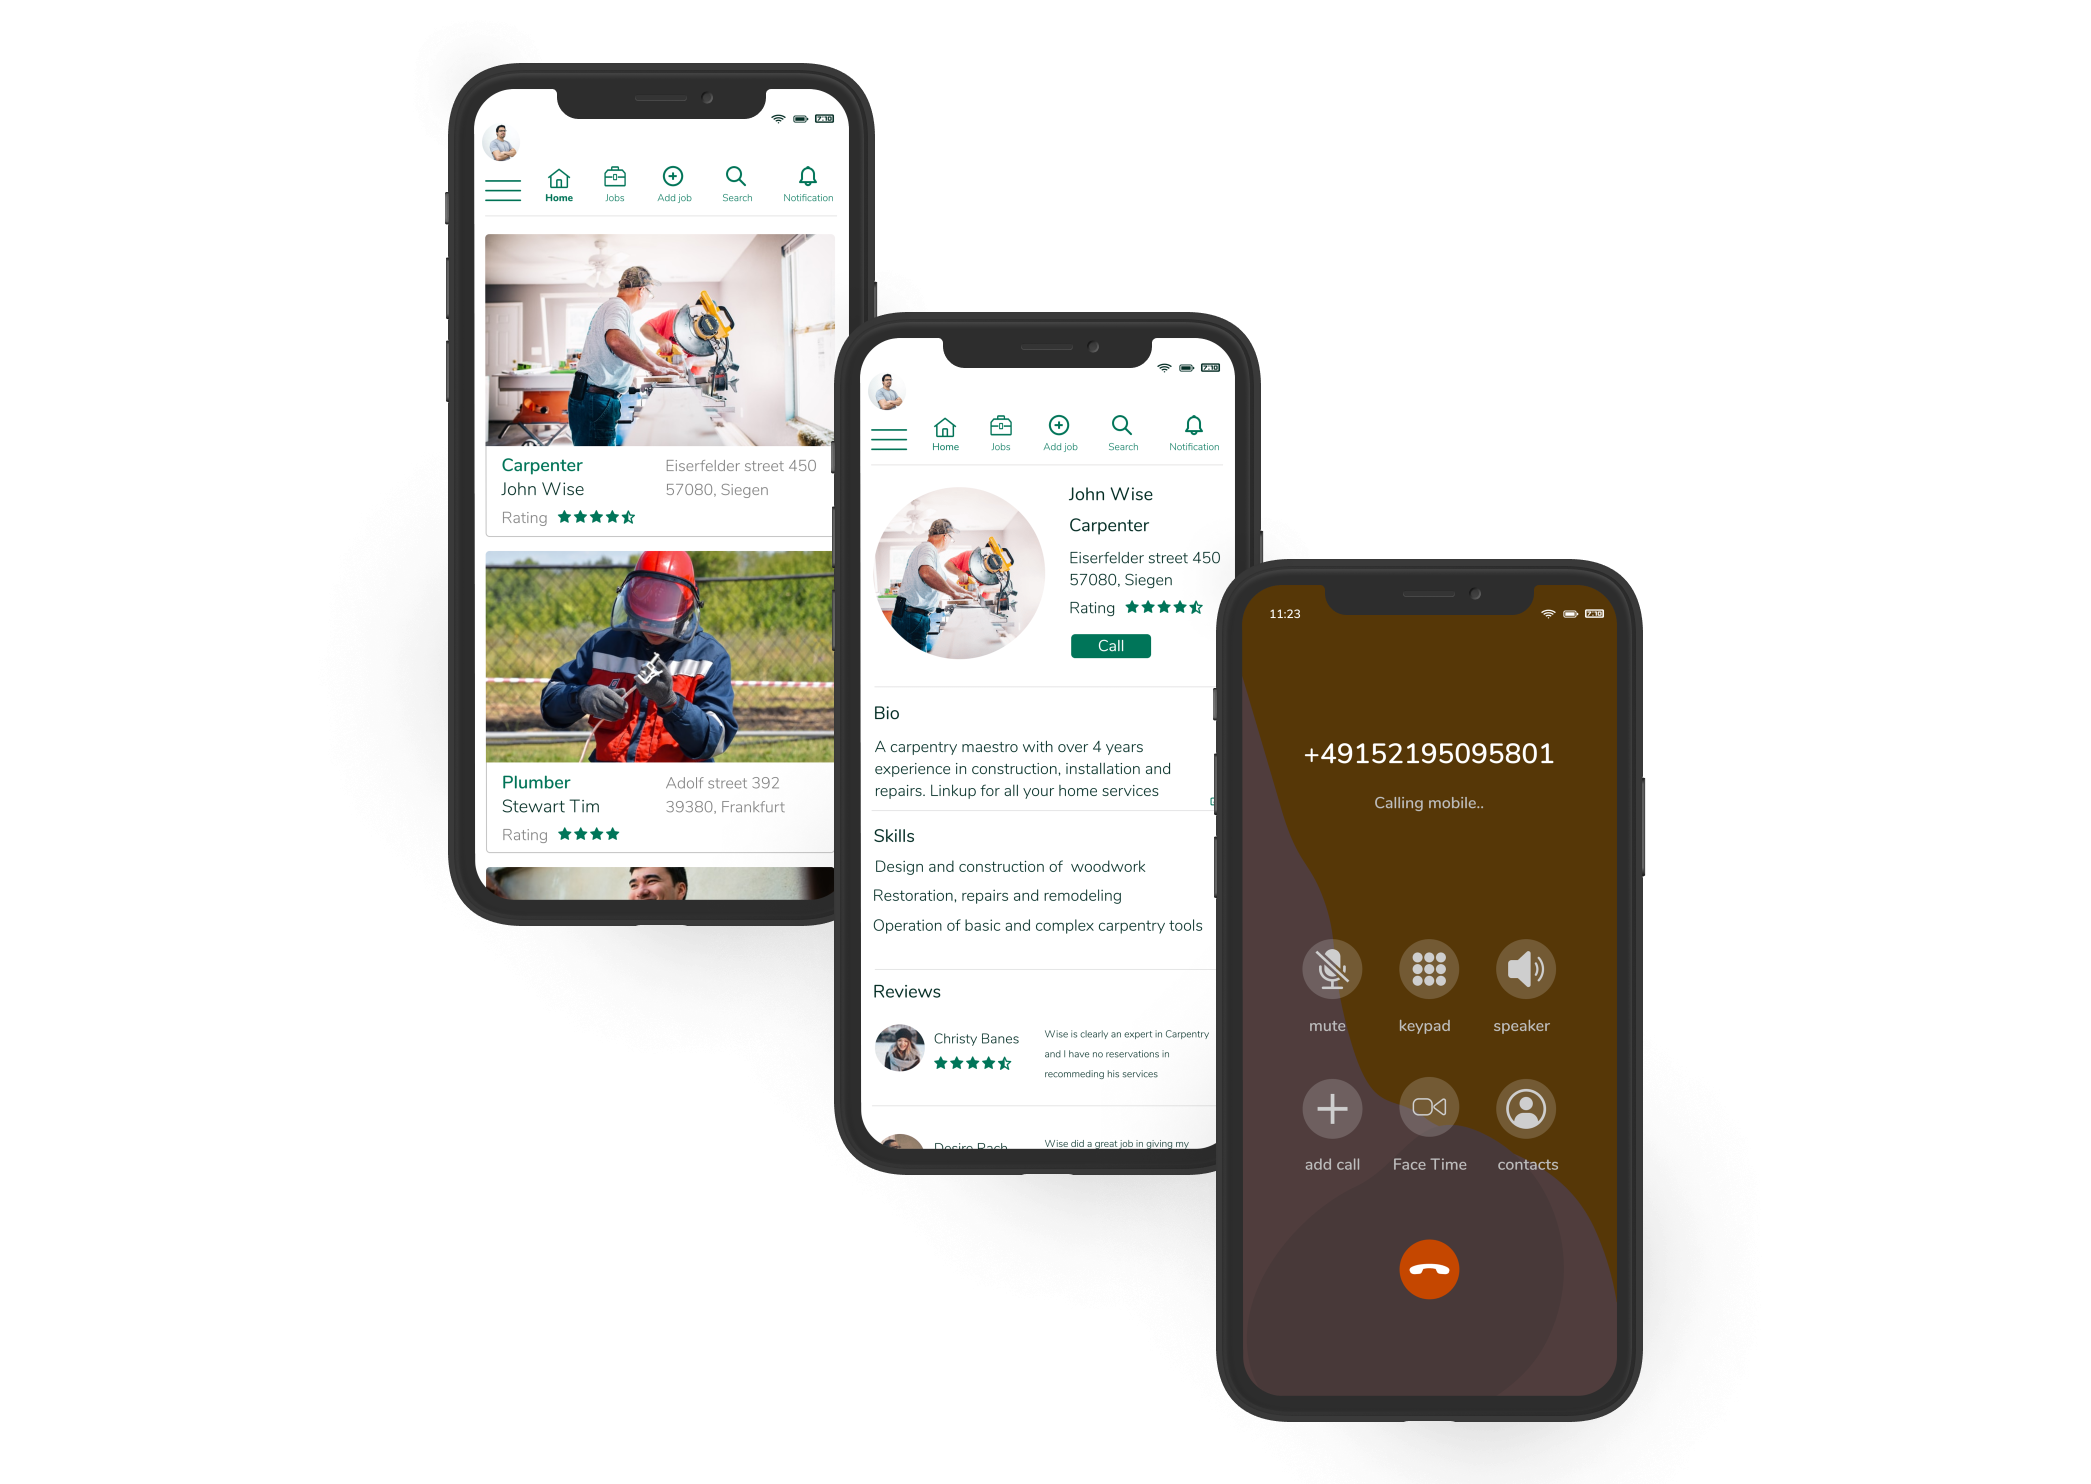 Home Jobs Add job Search Notification
Carpenter
John Wise
Rating
Eiserfelder street 450
57080, Siegen
Plumber
Stewart Tim
Rating
Adolf street 392
39380, Frankfurt
Home Jobs Add job Search Notification
John Wise
Carpenter
Eiserfelder street 450
57080, Siegen
Rating
Call
Bio
A carpentry maestro with over 4 years
experience in construction, installation and
repairs. Linkup for all your home services
Skills
Design and construction of woodwork
Restoration, repairs and remodeling
Operation of basic and complex carpentry tools
Reviews
Christy Banes
Wise is clearly an expert in Carpentry
and I have no reservations in
recommeding his services
Wise did a great job in giving my
11:23
+49152195095801
Calling mobile..
mute keypad speaker
add call Face Time contacts